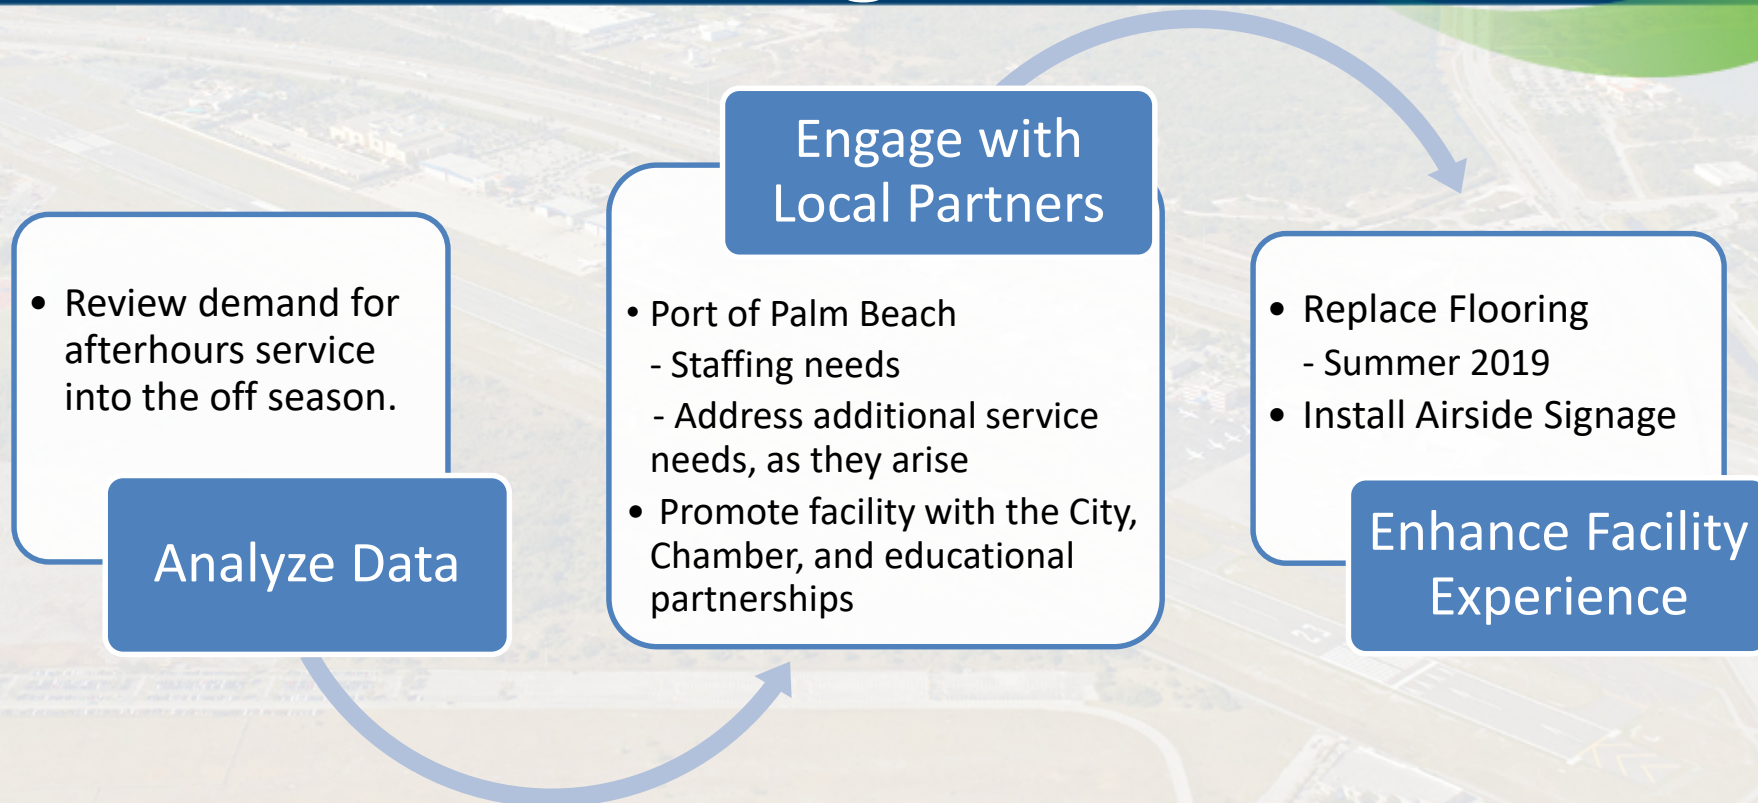 • Review demand for
afterhours service
into the off season.
Analyze Data
Engage with
Local Partners
• Port of Palm Beach
- Staffing needs
- Address additional service
needs, as they arise
• Promote facility with the City,
Chamber, and educational
partnerships
• Replace Flooring
- Summer 2019
• Install Airside Signage
Enhance Facility
Experience